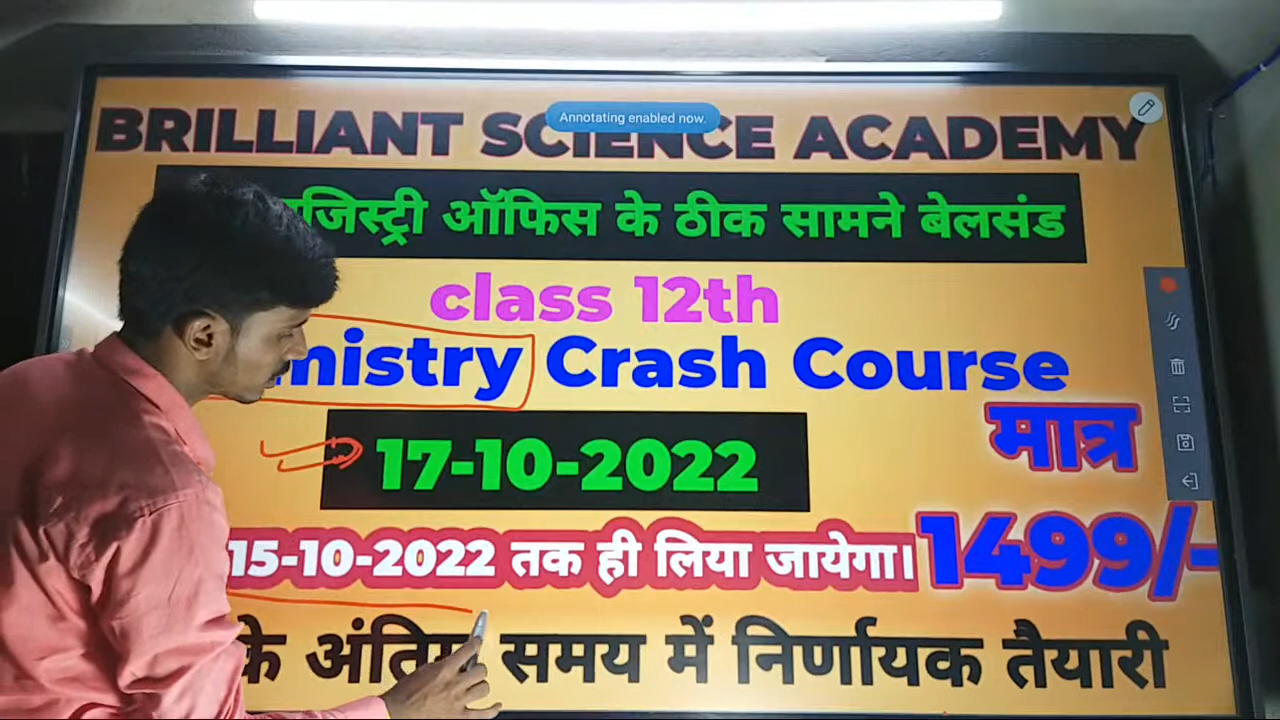 BRILLIANT SCIENCE ACADEMY
Annotating enabled now.
ऑफिस के ठीक सामने बेलसंड
class 12th
Crash Course
मात्र
17-10-2022
15-10-2022 तक ही लिया जायेगा।
1499/-
के समय में निर्णायक तैयारी